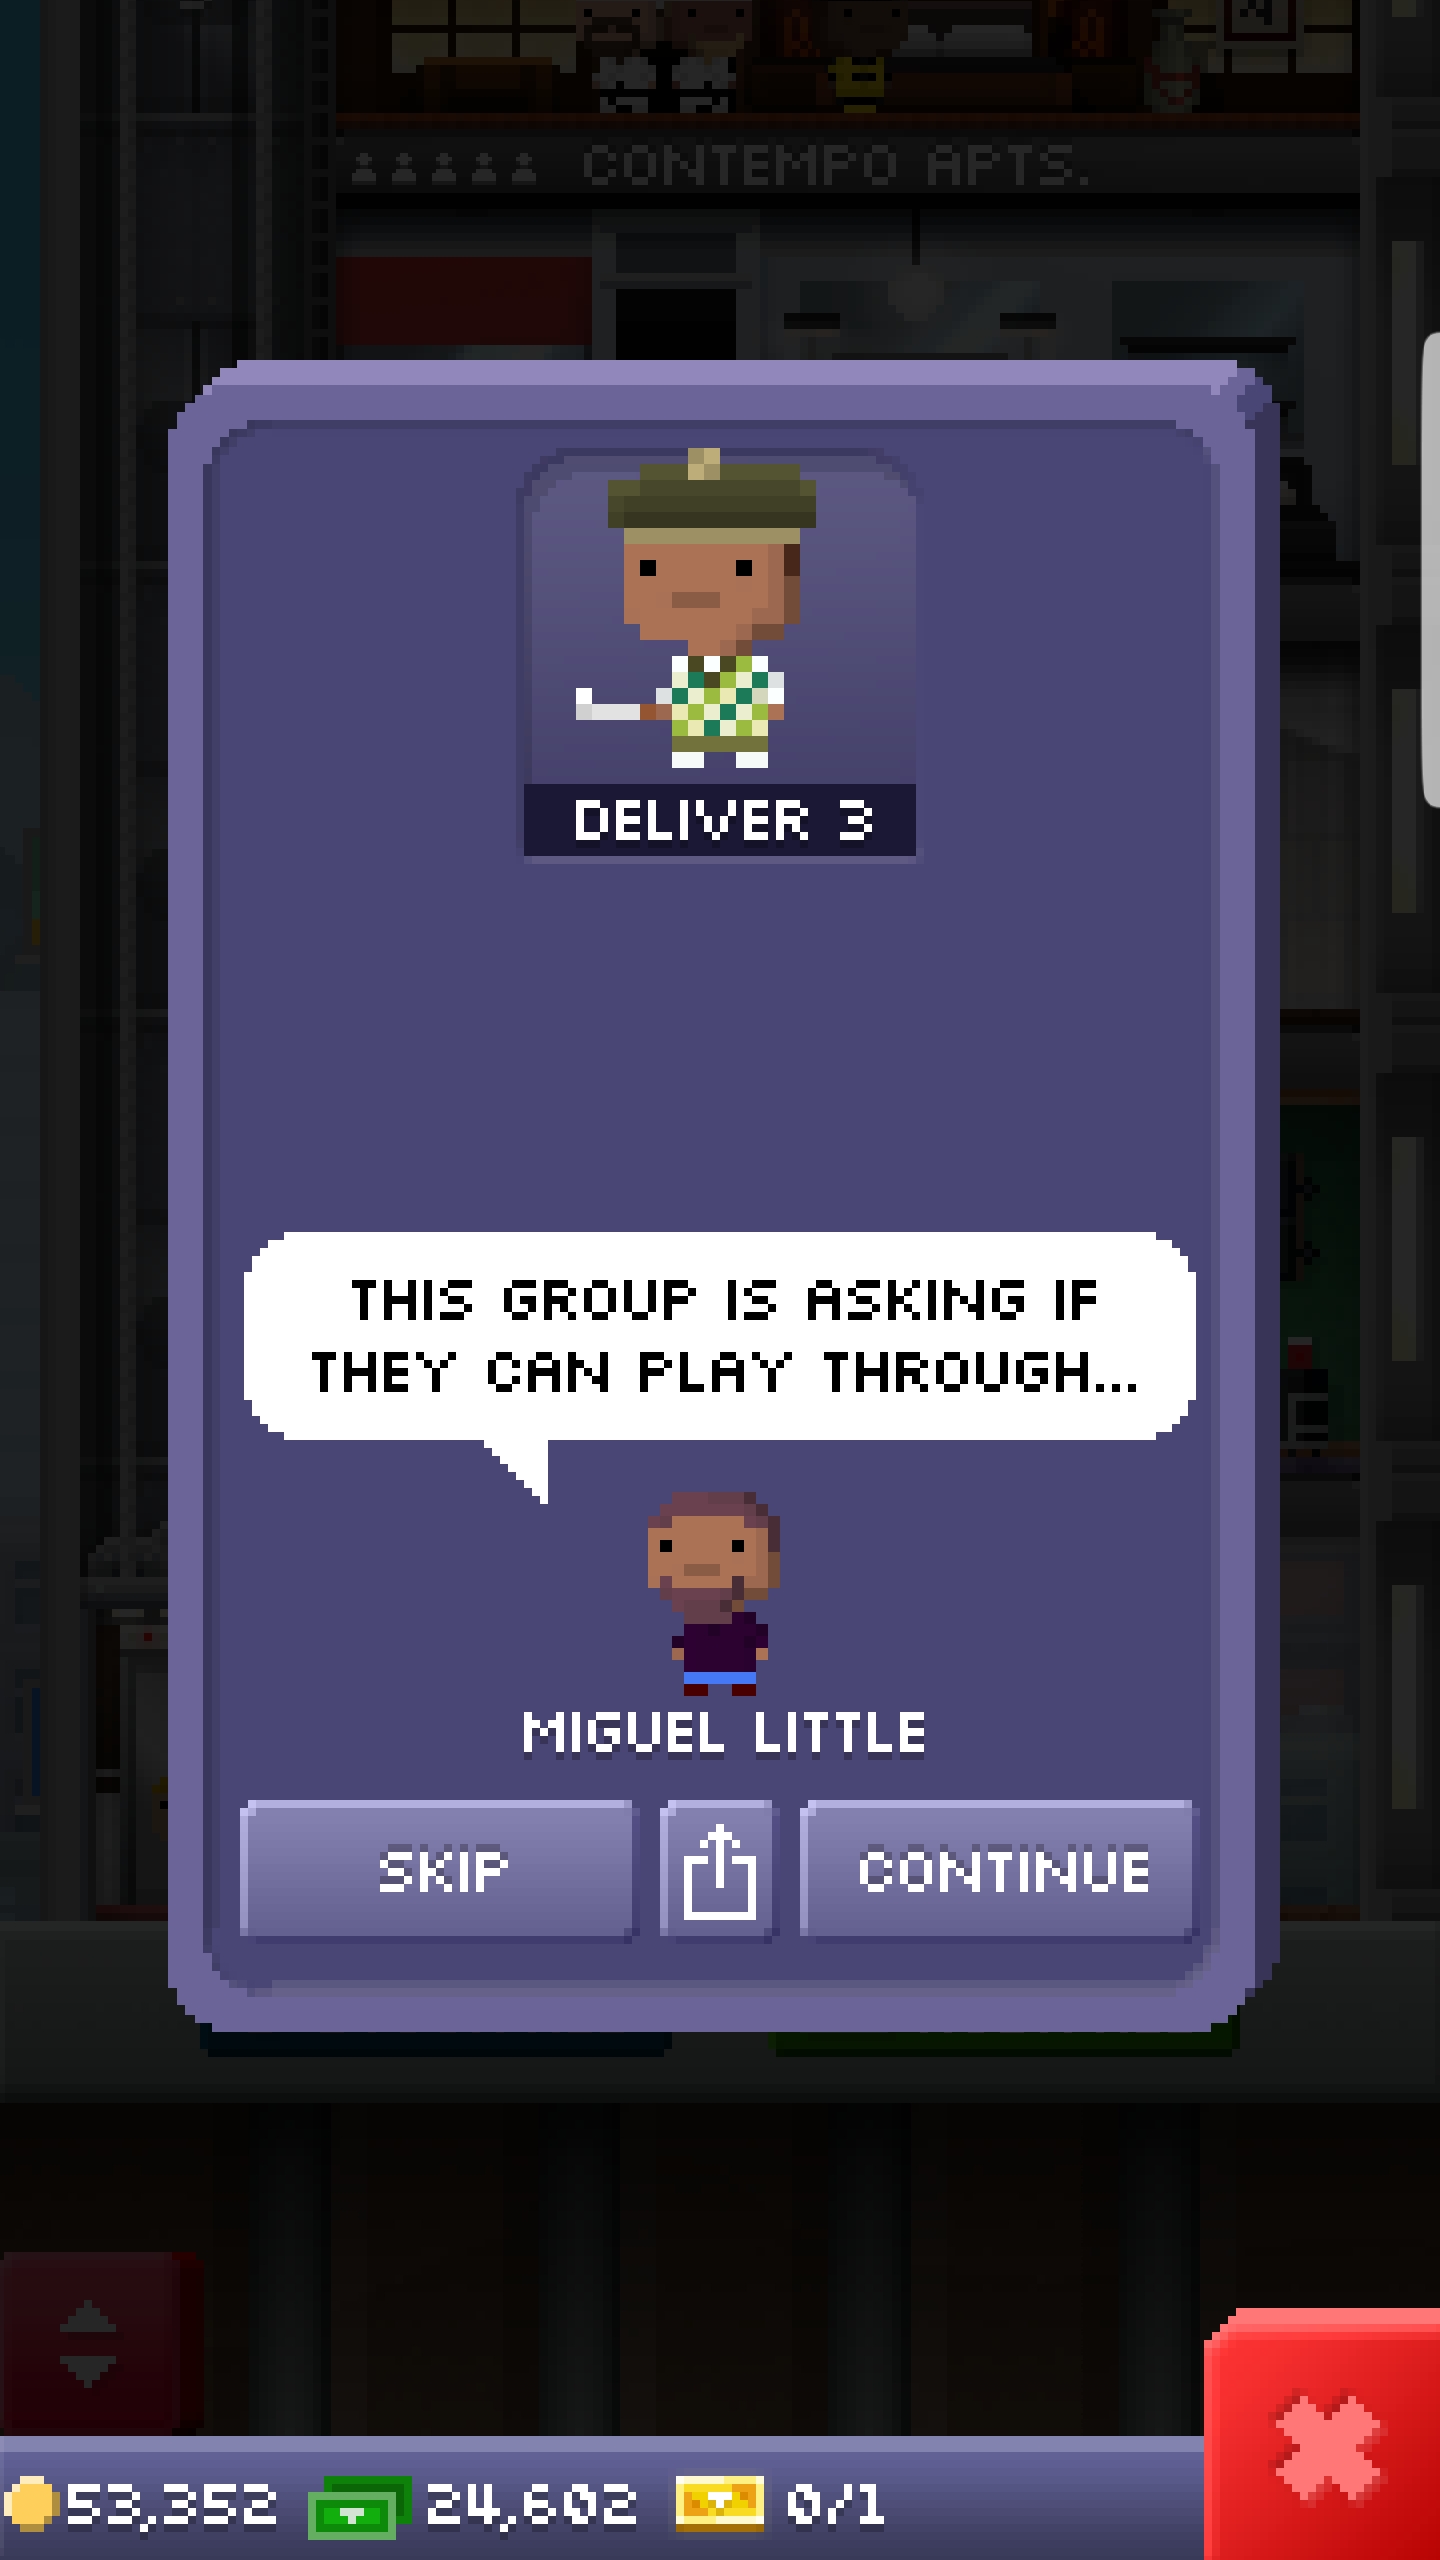 CONTEMPO APTS.
DELIVER 3
THIS GROUP IS ASKING IF
THEY CAN PLAY THROUGH...
MIGUEL LITTLE
SKIP
CONTINUE
53,352 24,602 0/1